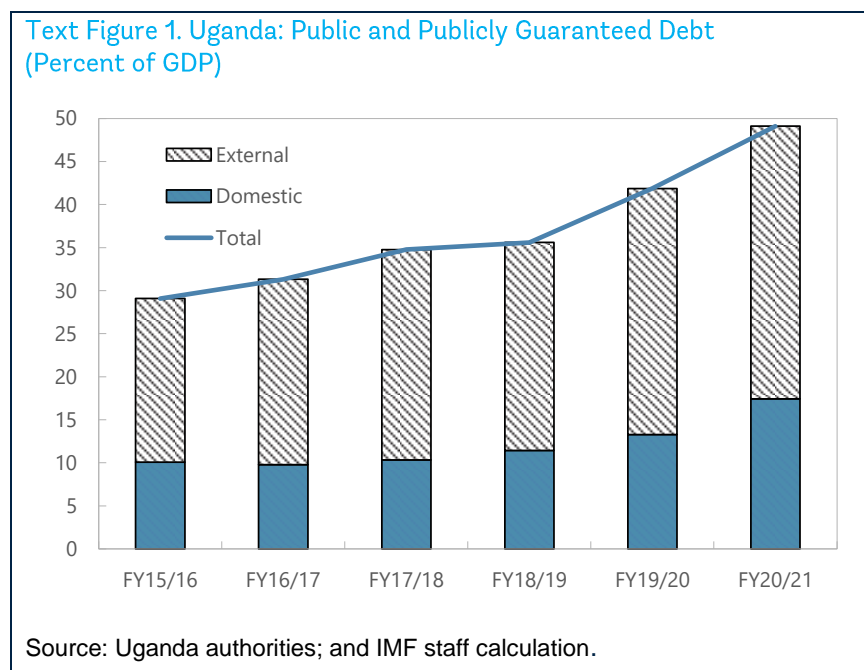 Text Figure 1. Uganda: Public and Publicly Guaranteed Debt
(Percent of GDP)
50
45
40
35
30
25
20
15
10
5
0
External
Domestic
Total
FY15/16 FY16/17 FY17/18 FY18/19 FY19/20 FY20/21
Source: Uganda authorities; and IMF staff calculation.